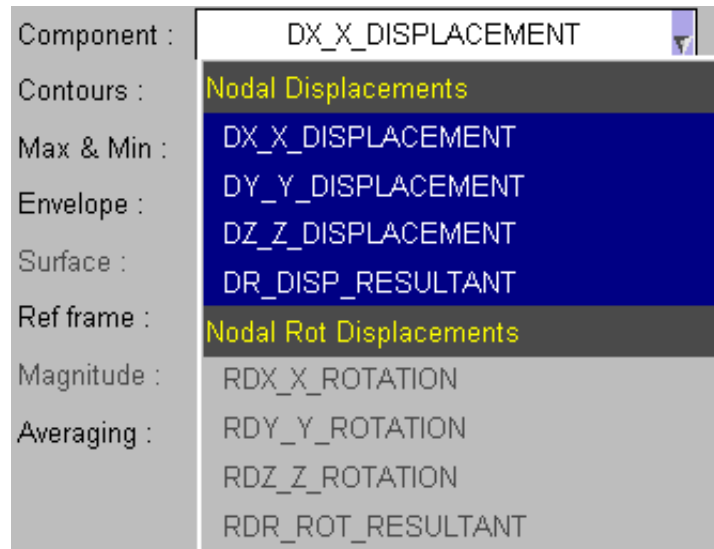 Component : DX_X_DISPLACEMENT
Contours : Nodal Displacements
Max & Min : DX_X_DISPLACEMENT
Envelope : DY_Y_DISPLACEMENT
Surface : DZ_Z_DISPLACEMENT
DR_DISP_RESULTANT
Ref frame : Nodal Rot Displacements
Magnitude : RDX_X_ROTATION
Averaging : RDY_Y_ROTATION
RDZ_Z_ROTATION
RDR_ROT_RESULTANT